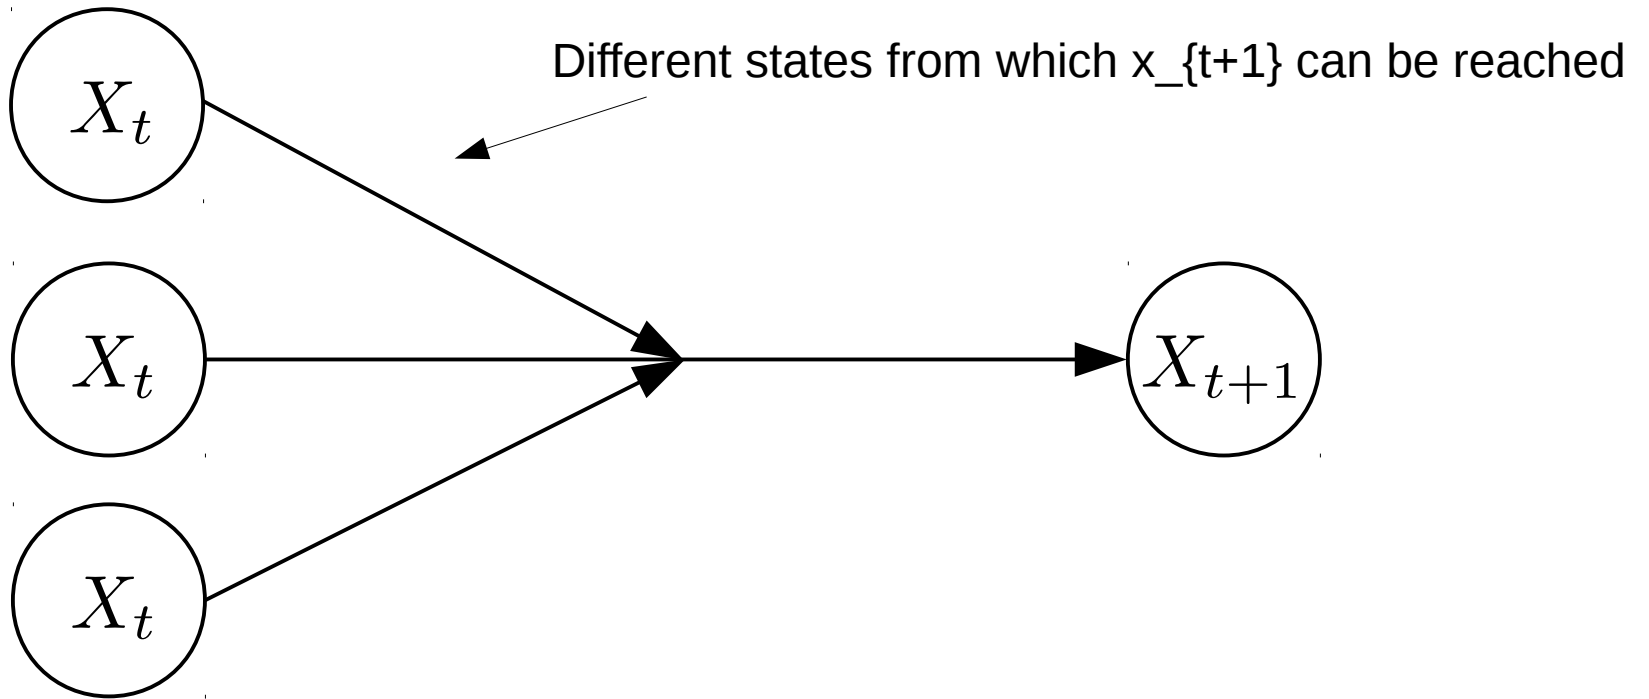 Different states from which x_{t+1} can be reached
X_t
X_t
X_{t+1}
X_t